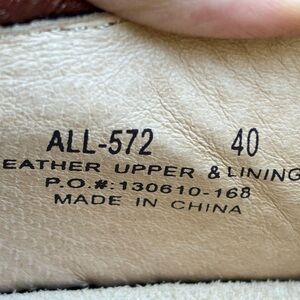 ALL-572 40
EATHER UPPER & LINING
P.O.#:130610-168
MADE IN CHINA